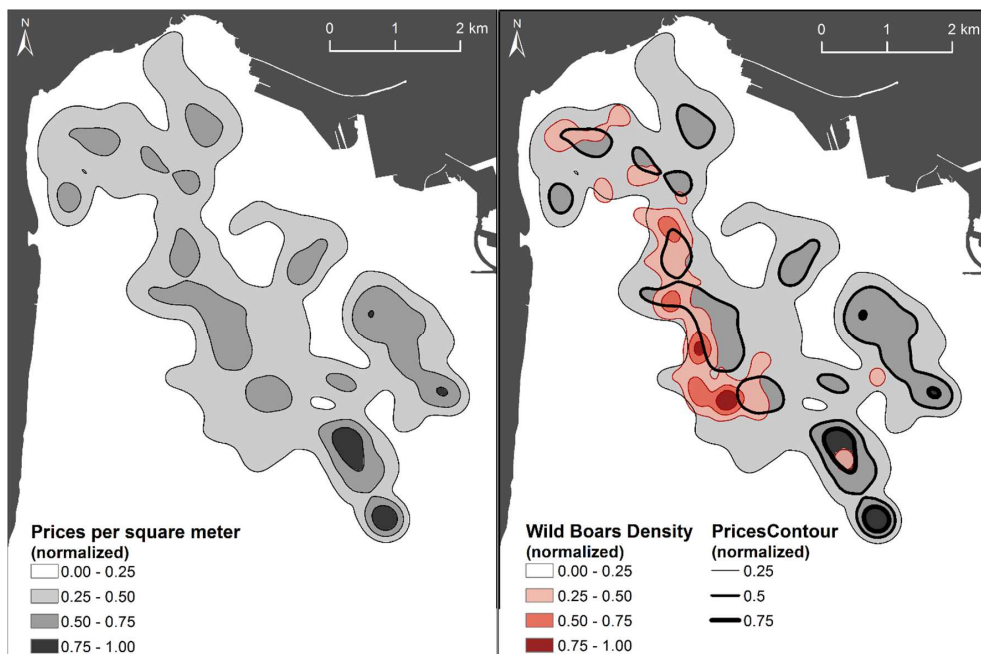 N
0 2 km
Prices per square meter
(normalized)
0.00 - 0.25
0.25 - 0.50
0.50 - 0.75
0.75 - 1.00
N
0 1 2 km
Wild Boars Density
(normalized)
0.00 - 0.25
0.25 - 0.50
0.50 - 0.75
0.75 - 1.00
PricesContour
(normalized)
0.25
0.5
0.75